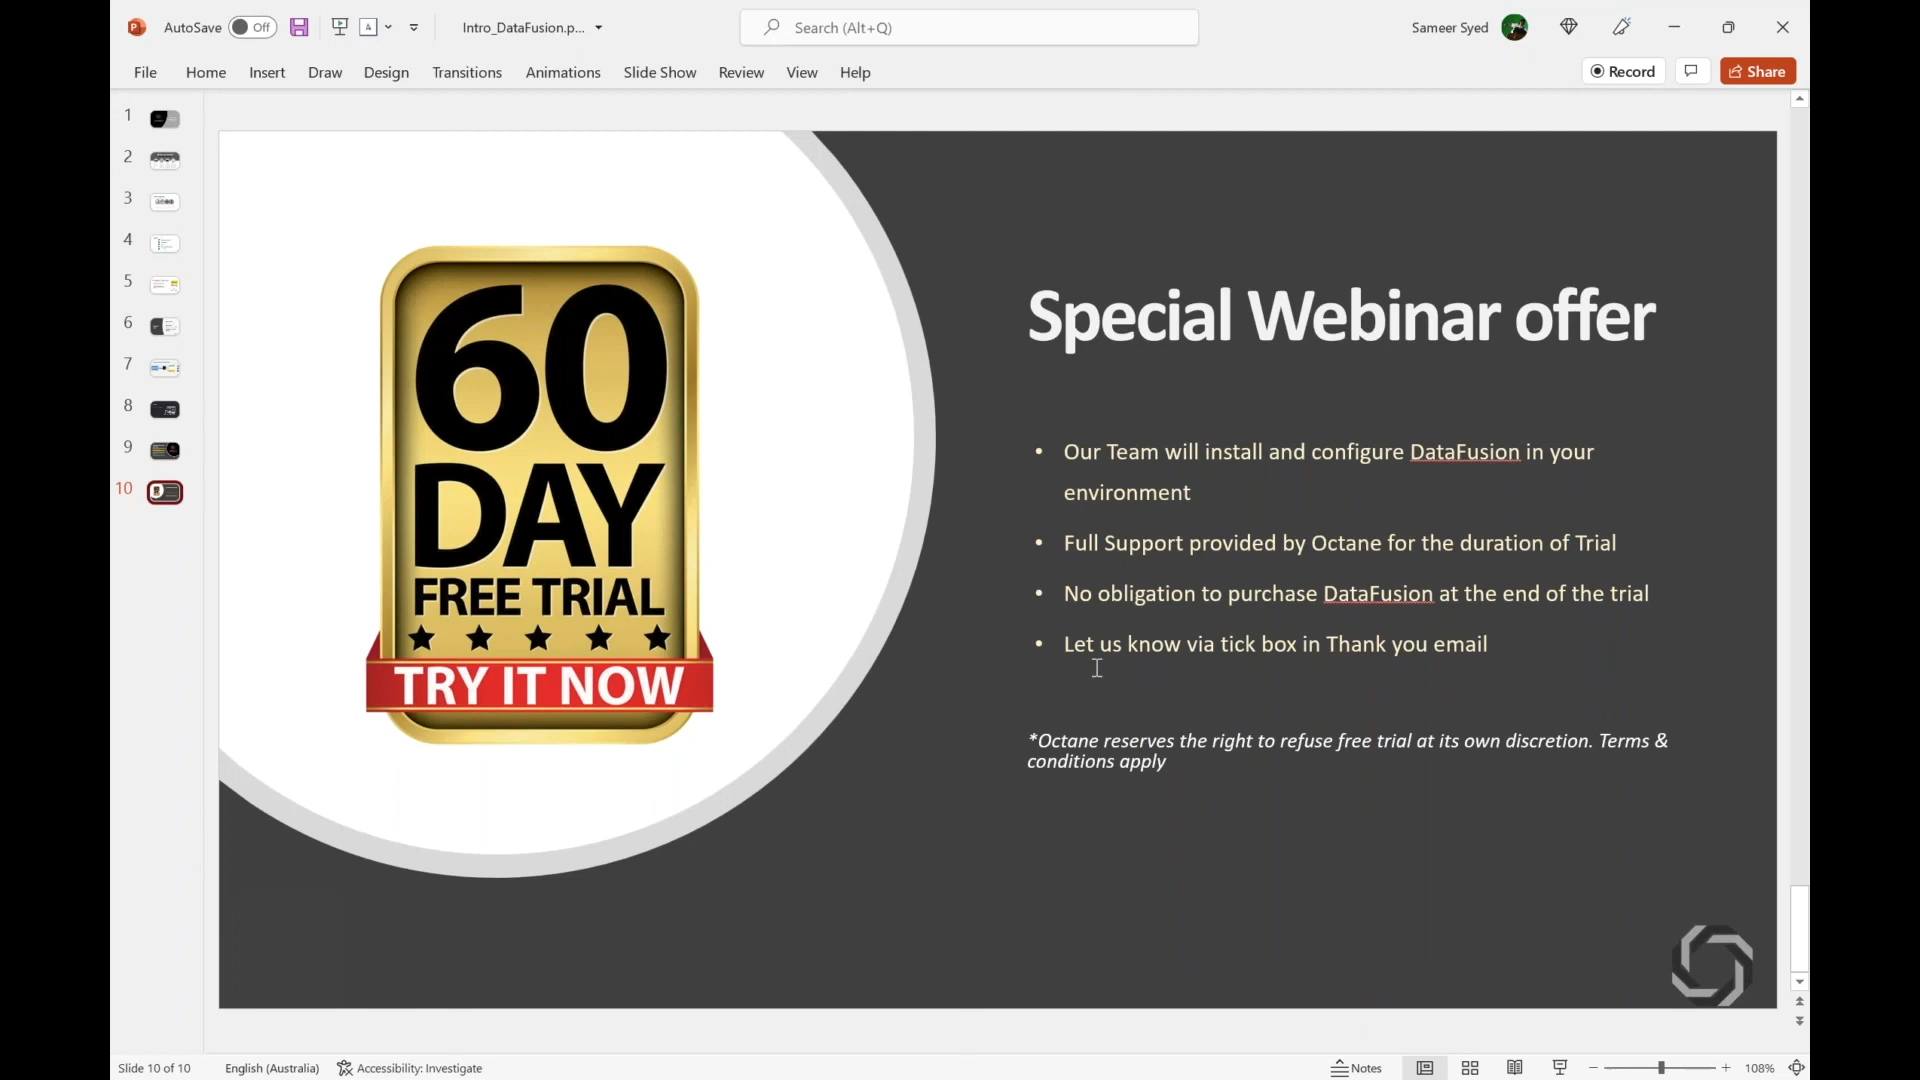 AutoSave Off A Intro_DataFusion.p... Search (Alt+Q) Sameer Syed
File Home Insert Draw Design Transitions Animations Slide Show Review View Help Record Share
1
2
3
4
5
6
7
8
9
10
60
DAY
FREE TRIAL
TRY IT NOW
Special Webinar offer
• Our Team will install and configure DataFusion in your
environment
• Full Support provided by Octane for the duration of Trial
• No obligation to purchase DataFusion at the end of the trial
• Let us know via tick box in Thank you email
*Octane reserves the right to refuse free trial at its own discretion. Terms &
conditions apply
Slide 10 of 10 English (Australia) Accessibility: Investigate Notes 108%